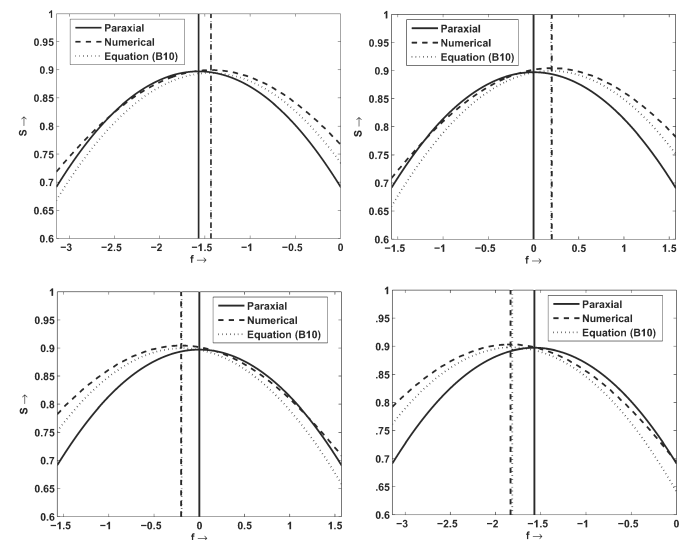 1
0.95
0.9
0.85
0.8
0.75
0.7
0.65
0.6
S →
Paraxial
Numerical
Equation (B10)
−3 −2.5 −2 −1.5 −1 −0.5 0
f →
1
0.95
0.9
0.85
0.8
0.75
0.7
0.65
0.6
S →
Paraxial
Numerical
Equation (B10)
−1.5 −1 −0.5 0 0.5 1 1.5
f →
1
0.95
0.9
0.85
0.8
0.75
0.7
0.65
0.6
S →
Paraxial
Numerical
Equation (B10)
−1.5 −1 −0.5 0 0.5 1 1.5
f →
1
.95
0.9
.85
0.8
.75
0.7
.65
0.6
Paraxial
Numerical
Equation (B10)
−3 −2.5 −2 −1.5 −1 −0.5 0
f →